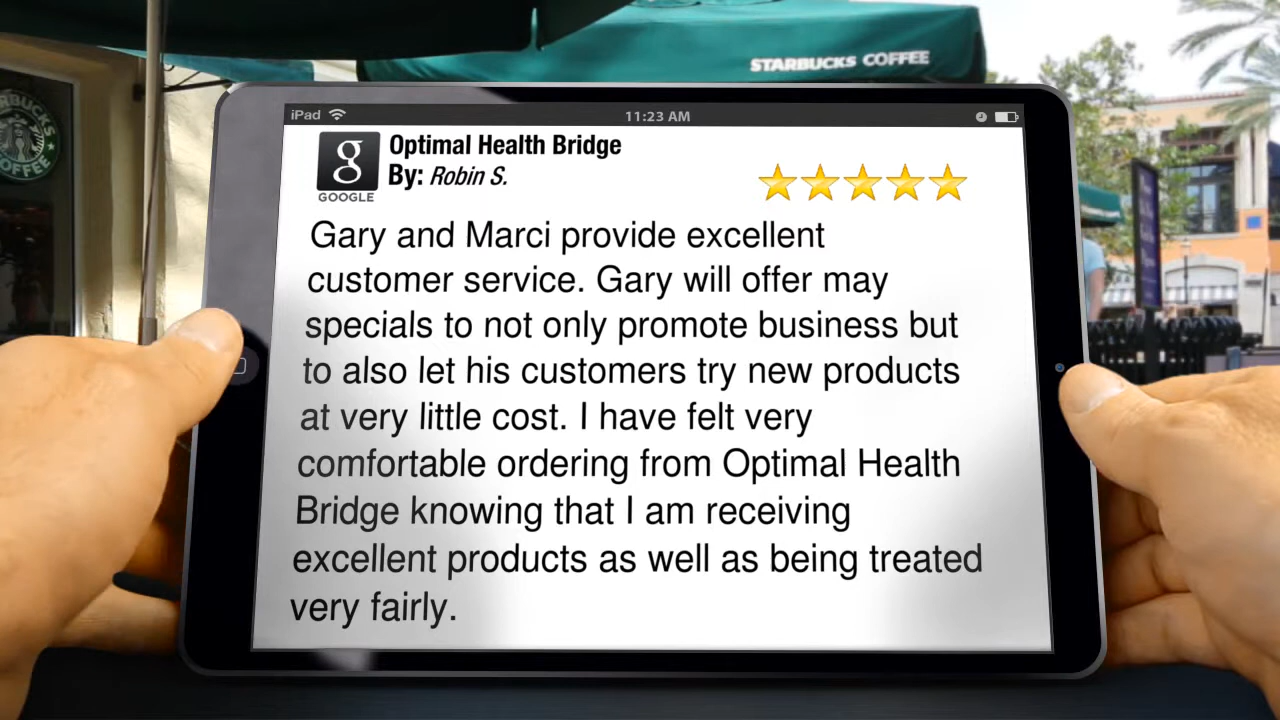 STARBUCKS COFFEE
iPad
11:23 AM
g
GOOGLE
Optimal Health Bridge
By: Robin S.
Gary and Marci provide excellent
customer service. Gary will offer may
specials to not only promote business but
to also let his customers try new products
at very little cost. I have felt very
comfortable ordering from Optimal Health
Bridge knowing that I am receiving
excellent products as well as being treated
very fairly.
COFFEE